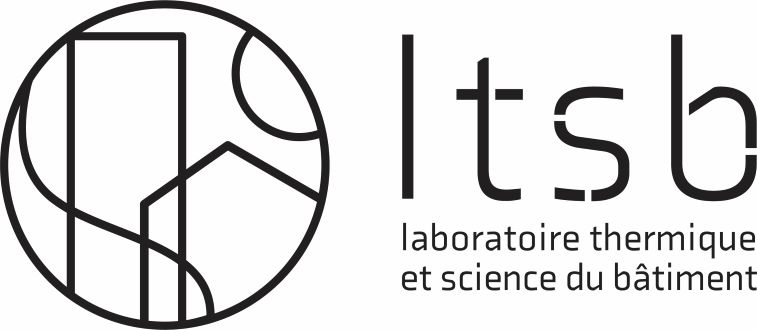 ltsb
laboratoire thermique
et science du bâtiment